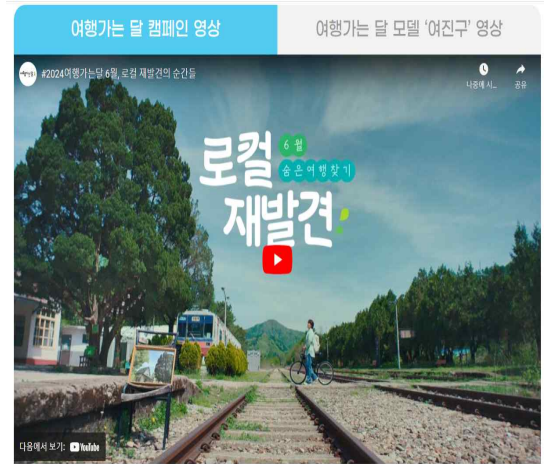 여행가는 달 캠페인 영상
여행가는 달 모델 ‘여진구’ 영상
#2024여행가는달 6월, 로컬 재발견의 순간들
나중에 시...
공유
로컬
6월
숨은여행찾기
재발견
다음에서 보기: YouTube